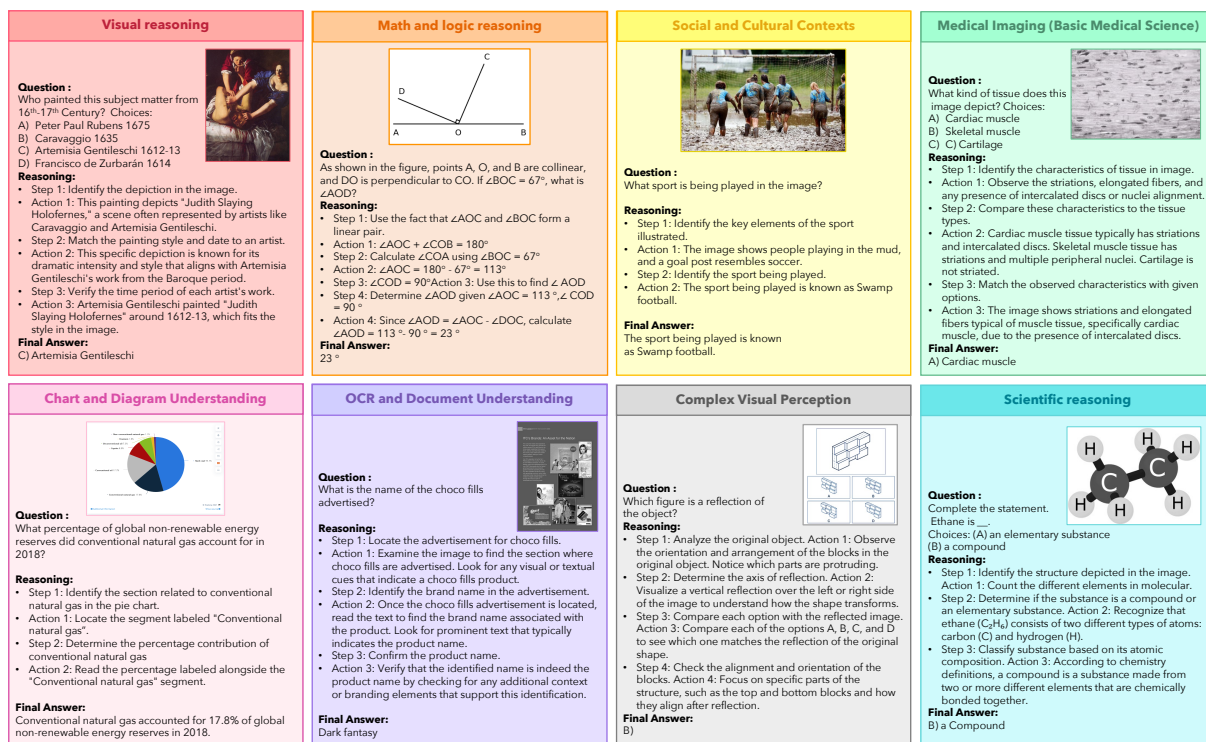 Visual reasoning
Question :
Who painted this subject matter from
16th-17th Century? Choices:
A) Peter Paul Rubens 1675
B) Caravaggio 1635
C) Artemisia Gentileschi 1612-13
D) Francisco de Zurbarán 1614
Reasoning:
• Step 1: Identify the depiction in the image.
• Action 1: This painting depicts "Judith Slaying
Holofernes," a scene often represented by artists like
Caravaggio and Artemisia Gentileschi.
• Step 2: Match the painting style and date to an artist.
• Action 2: This specific depiction is known for its
dramatic intensity and style that aligns with Artemisia
Gentileschi's work from the Baroque period.
• Step 3: Verify the time period of each artist's work.
• Action 3: Artemisia Gentileschi painted "Judith
Slaying Holofernes" around 1612-13, which fits the
style in the image.
Final Answer:
C) Artemisia Gentileschi
Math and logic reasoning
C
D
A
O
B
Question :
As shown in the figure, points A, O, and B are collinear,
and DO is perpendicular to CO. If ∠BOC = 67º, what is
∠AOD?
Reasoning:
• Step 1: Use the fact that ∠AOC and ∠BOC form a
linear pair.
• Action 1: ∠AOC + ∠COB = 180º
• Step 2: Calculate ∠COA using ∠BOC = 67º
• Action 2: ∠AOC = 180º - 67º = 113º
• Step 3: ∠COD = 90ºAction 3: Use this to find ∠ AOD
• Step 4: Determine ∠AOD given ∠AOC = 113 º,∠ COD
= 90 º
• Action 4: Since ∠AOD = ∠AOC - ∠DOC, calculate
∠AOD = 113 º- 90 º = 23 º
Final Answer:
23 º
Social and Cultural Contexts
Question :
What sport is being played in the image?
Reasoning:
• Step 1: Identify the key elements of the sport
illustrated.
• Action 1: The image shows people playing in the mud,
and a goal post resembles soccer.
• Step 2: Identify the sport being played.
• Action 2: The sport being played is known as Swamp
football.
Final Answer:
The sport being played is known
as Swamp football.
Medical Imaging (Basic Medical Science)
Question :
What kind of tissue does this
image depict? Choices:
A) Cardiac muscle
B) Skeletal muscle
C) C) Cartilage
Reasoning:
• Step 1: Identify the characteristics of tissue in image.
• Action 1: Observe the striations, elongated fibers, and
any presence of intercalated discs or nuclei alignment.
• Step 2: Compare these characteristics to the tissue
types.
• Action 2: Cardiac muscle tissue typically has striations
and intercalated discs. Skeletal muscle tissue has
striations and multiple peripheral nuclei. Cartilage is
not striated.
• Step 3: Match the observed characteristics with given
options.
• Action 3: The image shows striations and elongated
fibers typical of muscle tissue, specifically cardiac
muscle, due to the presence of intercalated discs.
Final Answer:
A) Cardiac muscle
Chart and Diagram Understanding
Question :
What percentage of global non-renewable energy
reserves did conventional natural gas account for in
2018?
Reasoning:
• Step 1: Identify the section related to conventional
natural gas in the pie chart.
• Action 1: Locate the segment labeled “Conventional
natural gas".
• Step 2: Determine the percentage contribution of
conventional natural gas
• Action 2: Read the percentage labeled alongside the
"Conventional natural gas" segment.
Final Answer:
Conventional natural gas accounted for 17.8% of global
non-renewable energy reserves in 2018.
OCR and Document Understanding
Question :
What is the name of the choco fills
advertised?
Reasoning:
• Step 1: Locate the advertisement for choco fills.
• Action 1: Examine the image to find the section where
choco fills are advertised. Look for any visual or textual
cues that indicate a choco fills product.
• Step 2: Identify the brand name in the advertisement.
• Action 2: Once the choco fills advertisement is located,
read the text to find the brand name associated with
the product. Look for prominent text that typically
indicates the product name.
• Step 3: Confirm the product name.
• Action 3: Verify that the identified name is indeed the
product name by checking for any additional context
or branding elements that support this identification.
Final Answer:
Dark fantasy
Complex Visual Perception
A
B
C
D
Question :
Which figure is a reflection of
the object?
Reasoning:
• Step 1: Analyze the original object. Action 1: Observe
the orientation and arrangement of the blocks in the
original object. Notice which parts are protruding.
• Step 2: Determine the axis of reflection. Action 2:
Visualize a vertical reflection over the left or right side
of the image to understand how the shape transforms.
• Step 3: Compare each option with the reflected image.
Action 3: Compare each of the options A, B, C, and D
to see which one matches the reflection of the original
shape.
• Step 4: Check the alignment and orientation of the
blocks. Action 4: Focus on specific parts of the
structure, such as the top and bottom blocks and how
they align after reflection.
Final Answer:
B)
Scientific reasoning
H
H
H
C
C
H
H
H
Question :
Complete the statement.
Ethane is __.
Choices: (A) an elementary substance
(B) a compound
Reasoning:
• Step 1: Identify the structure depicted in the image.
Action 1: Count the different elements in molecular.
• Step 2: Determine if the substance is a compound or
an elementary substance. Action 2: Recognize that
ethane (C₂H₆) consists of two different types of atoms:
carbon (C) and hydrogen (H).
• Step 3: Classify substance based on its atomic
composition. Action 3: According to chemistry
definitions, a compound is a substance made from
two or more different elements that are chemically
bonded together.
Final Answer:
B) a Compound